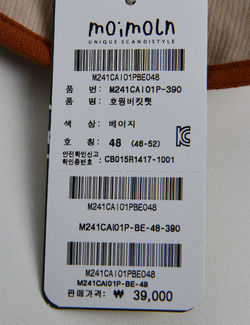 moimoln
UNIQUE SCANDISTYLE
M241CAI01PBE048
품 번: M241CAI01P-390
품 명: 호핑버킷햇
색 상: 베이지
호 칭: 48 (46-52)
안전확인신고
확인증번호: CB015R1417-1001
M241CAI01PBE048
M241CAI01P-BE-48-390
M241CAI01PBE048
M241CAI01P-BE-48
판매가격: ₩ 39,000